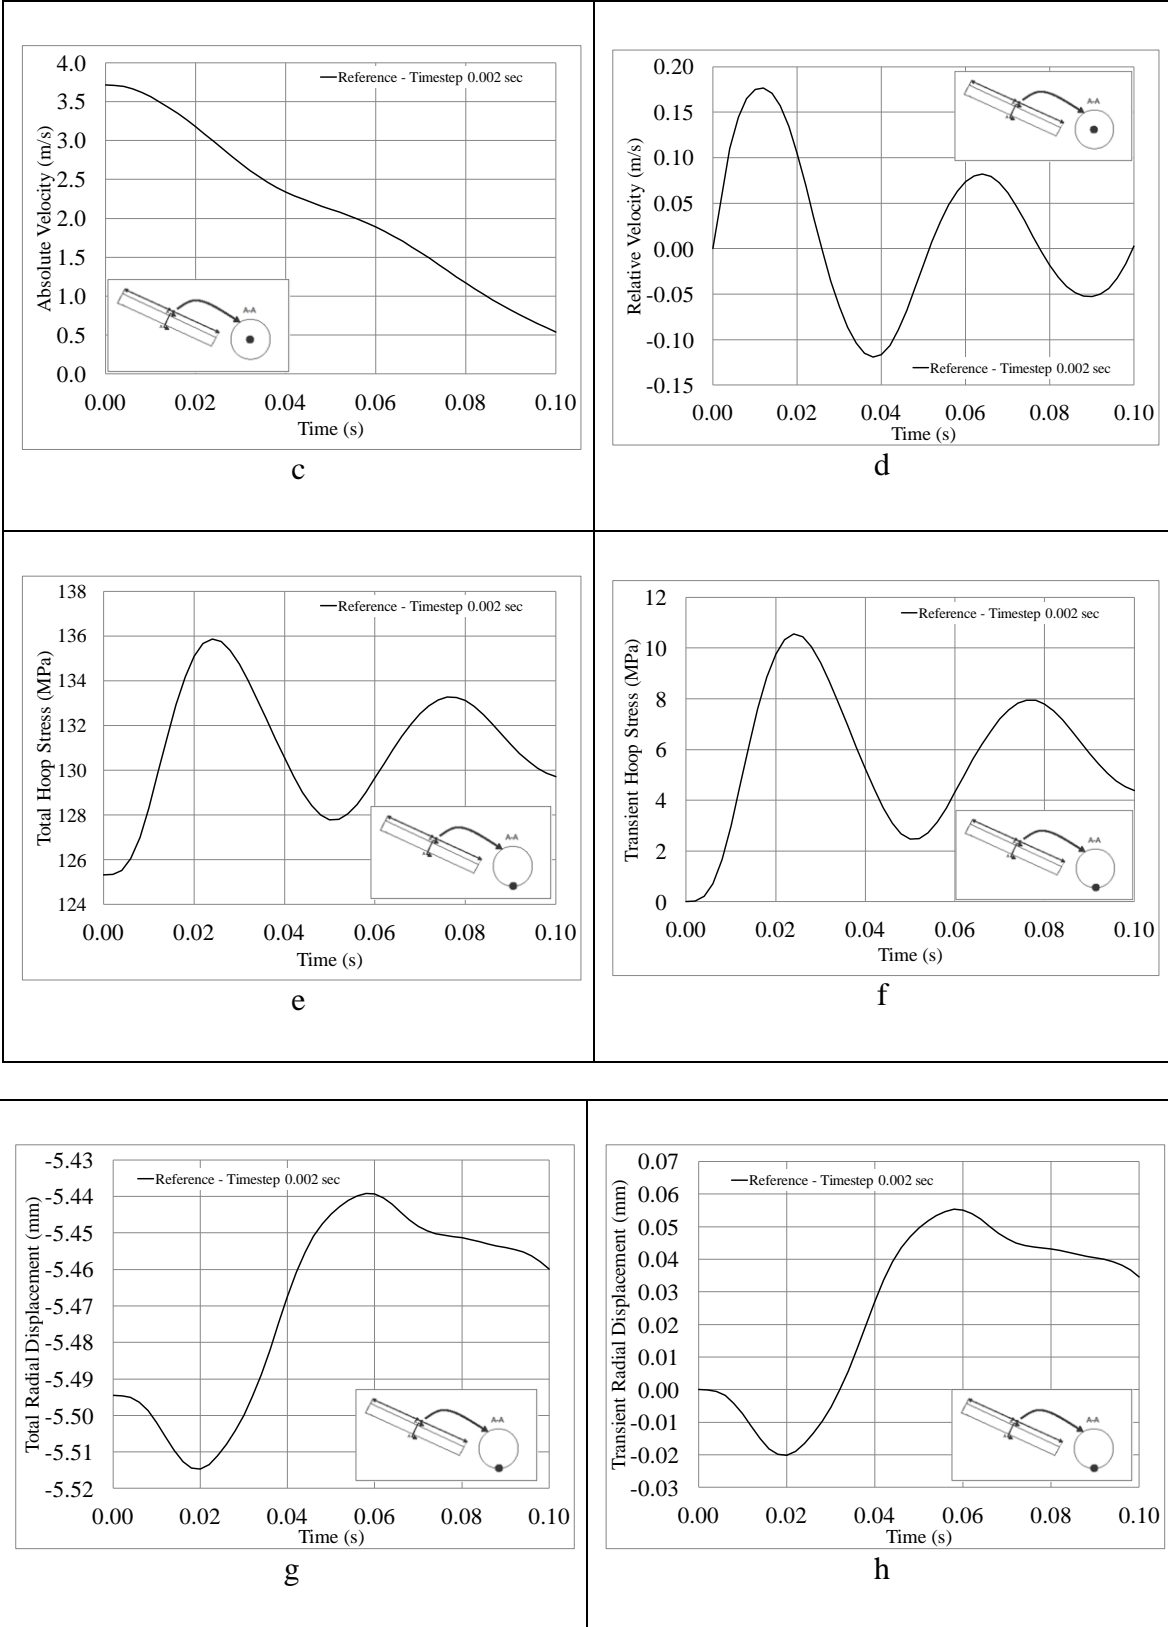 4.0
3.5
3.0
2.5
2.0
1.5
1.0
0.5
0.0
Absolute Velocity (m/s)
Reference - Timestep 0.002 sec
A-A
0.00 0.02 0.04 0.06 0.08 0.10
Time (s)
c
0.20
0.15
0.10
0.05
0.00
-0.05
-0.10
-0.15
Relative Velocity (m/s)
A-A
Reference - Timestep 0.002 sec
0.00 0.02 0.04 0.06 0.08 0.10
Time (s)
d
138
136
134
132
130
128
126
124
Total Hoop Stress (MPa)
Reference - Timestep 0.002 sec
A-A
0.00 0.02 0.04 0.06 0.08 0.10
Time (s)
e
12
10
8
6
4
2
0
Transient Hoop Stress (MPa)
Reference - Timestep 0.002 sec
A-A
0.00 0.02 0.04 0.06 0.08 0.10
Time (s)
f
-5.43
-5.44
-5.45
-5.46
-5.47
-5.48
-5.49
-5.50
-5.51
-5.52
Total Radial Displacement (mm)
Reference - Timestep 0.002 sec
A-A
0.00 0.02 0.04 0.06 0.08 0.10
Time (s)
g
0.07
0.06
0.05
0.04
0.03
0.02
0.01
0.00
-0.01
-0.02
-0.03
Transient Radial Displacement (mm)
Reference - Timestep 0.002 sec
A-A
0.00 0.02 0.04 0.06 0.08 0.10
Time (s)
h